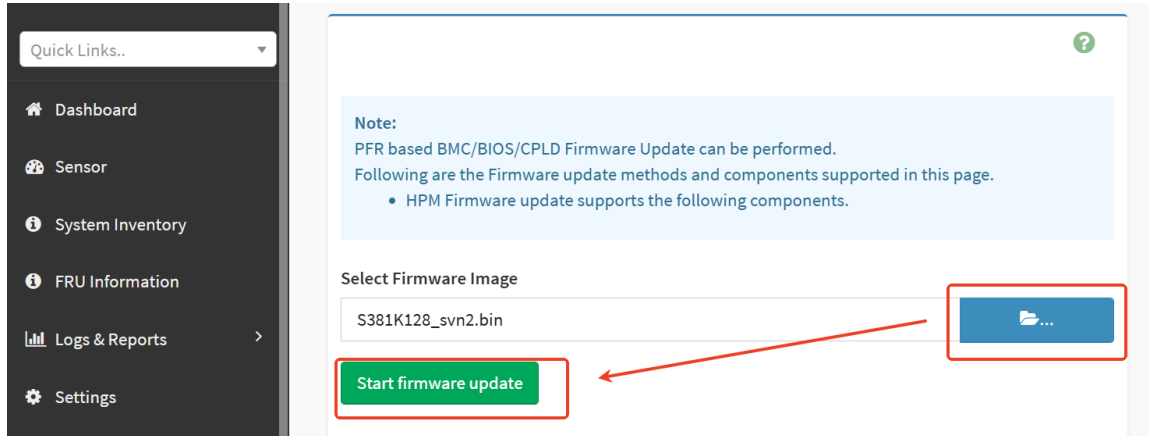 Quick Links..
Dashboard
Sensor
System Inventory
FRU Information
Logs & Reports
Settings
Note:
PFR based BMC/BIOS/CPLD Firmware Update can be performed.
Following are the Firmware update methods and components supported in this page.
• HPM Firmware update supports the following components.
Select Firmware Image
S381K128_svn2.bin
...
Start firmware update